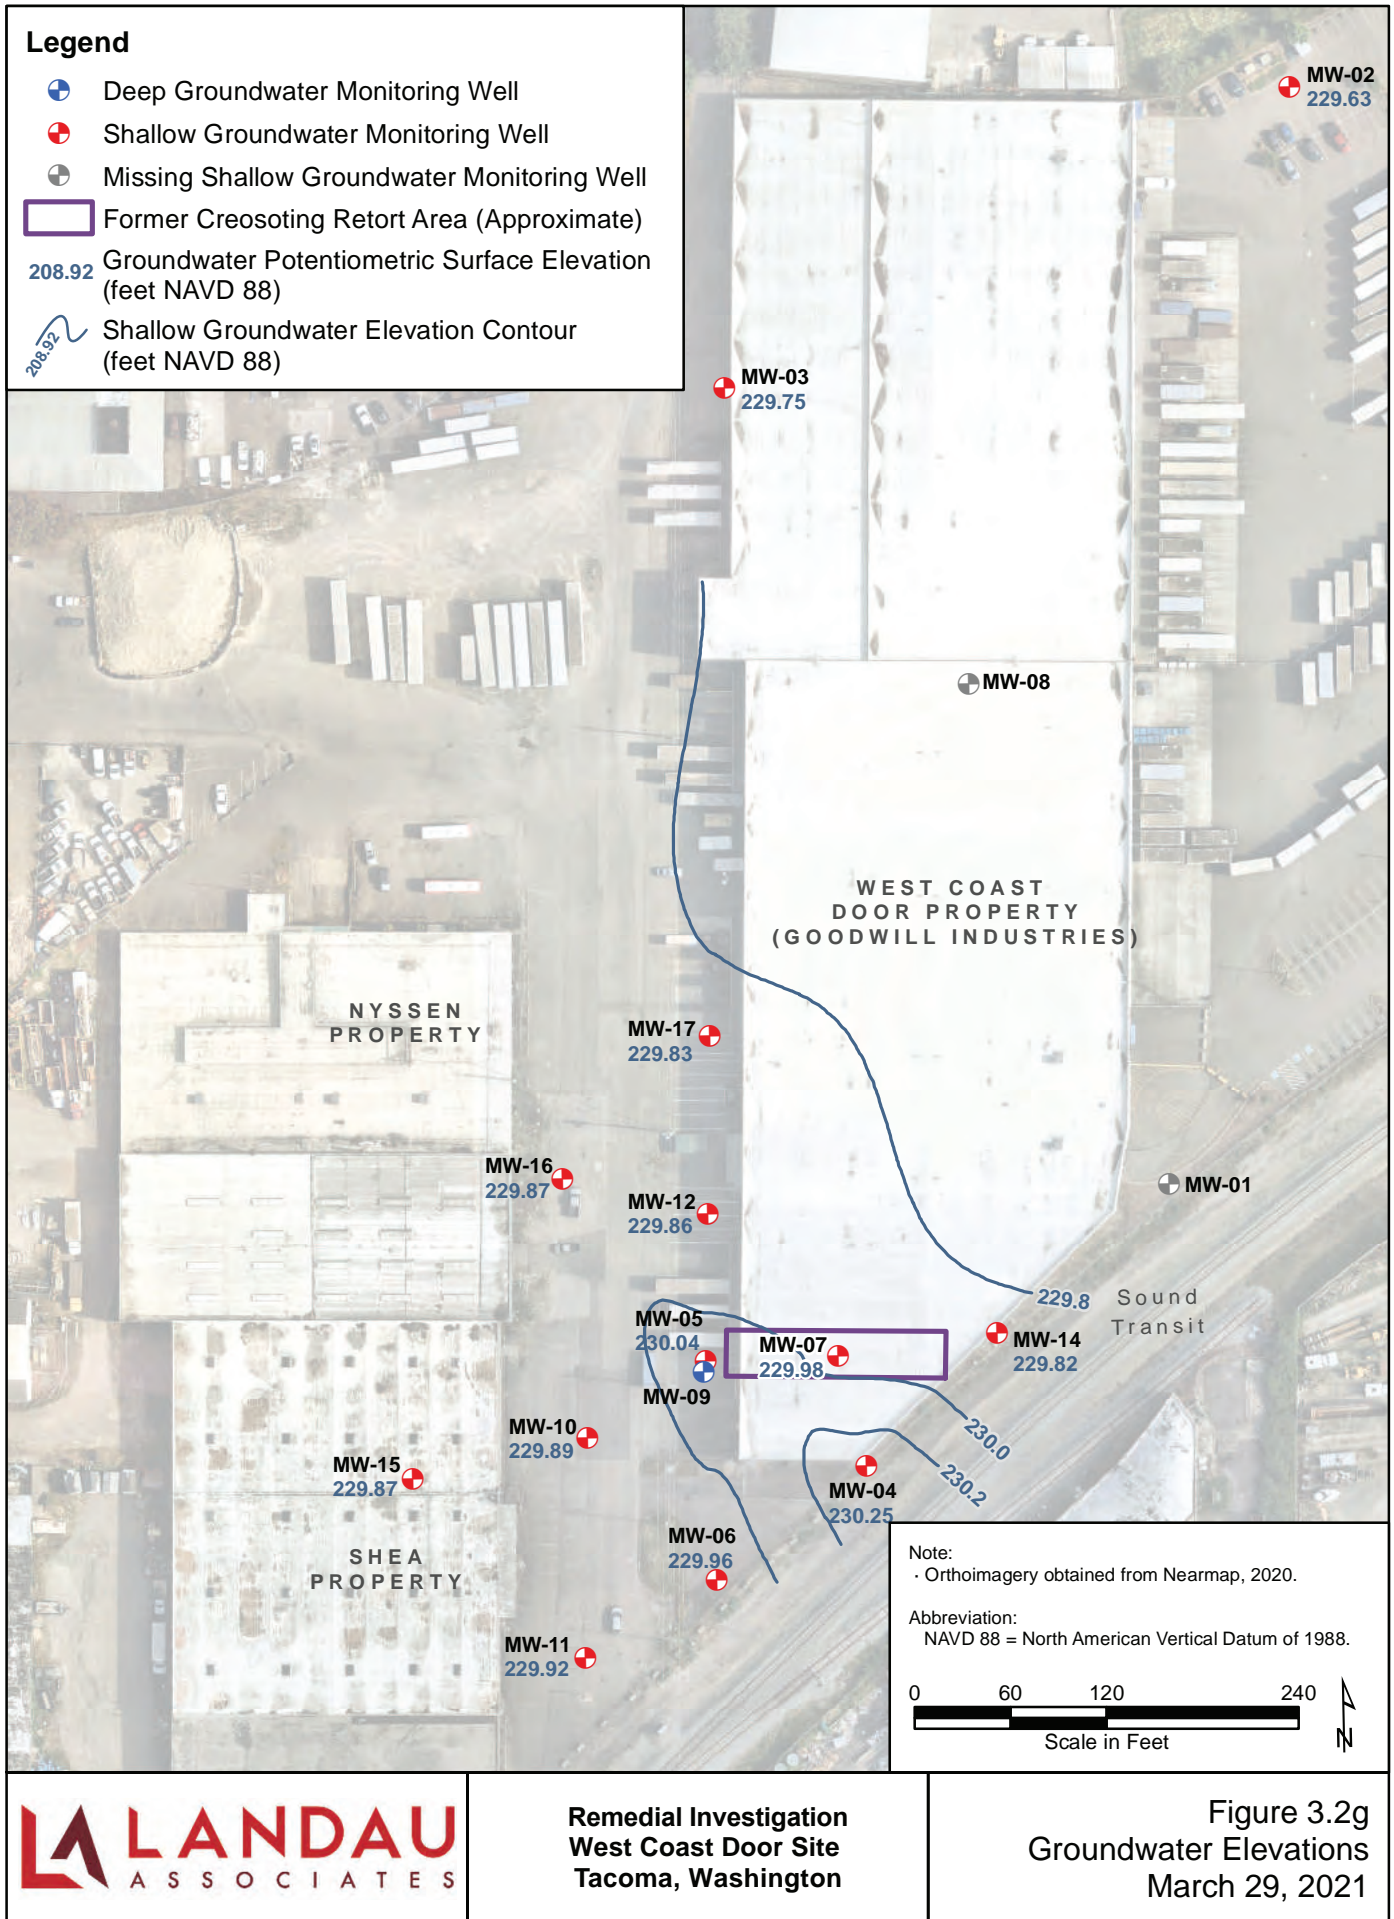 Legend
Deep Groundwater Monitoring Well
Shallow Groundwater Monitoring Well
Missing Shallow Groundwater Monitoring Well
Former Creosoting Retort Area (Approximate)
208.92 Groundwater Potentiometric Surface Elevation
(feet NAVD 88)
208.92 Shallow Groundwater Elevation Contour
(feet NAVD 88)
MW-02
229.63
MW-03
229.75
MW-08
WEST COAST
DOOR PROPERTY
(GOODWILL INDUSTRIES)
NYSSEN
PROPERTY
MW-17
229.83
MW-16
229.87
MW-12
229.86
MW-01
229.8
Sound
Transit
MW-05
230.04
MW-07
229.98
MW-14
229.82
MW-09
MW-10
229.89
230.0
MW-15
229.87
230.2
MW-04
230.25
MW-06
229.96
SHEA
PROPERTY
MW-11
229.92
Note:
· Orthoimagery obtained from Nearmap, 2020.
Abbreviation:
NAVD 88 = North American Vertical Datum of 1988.
0 60 120 240
Scale in Feet
N
LANDAU
ASSOCIATES
Remedial Investigation
West Coast Door Site
Tacoma, Washington
Figure 3.2g
Groundwater Elevations
March 29, 2021